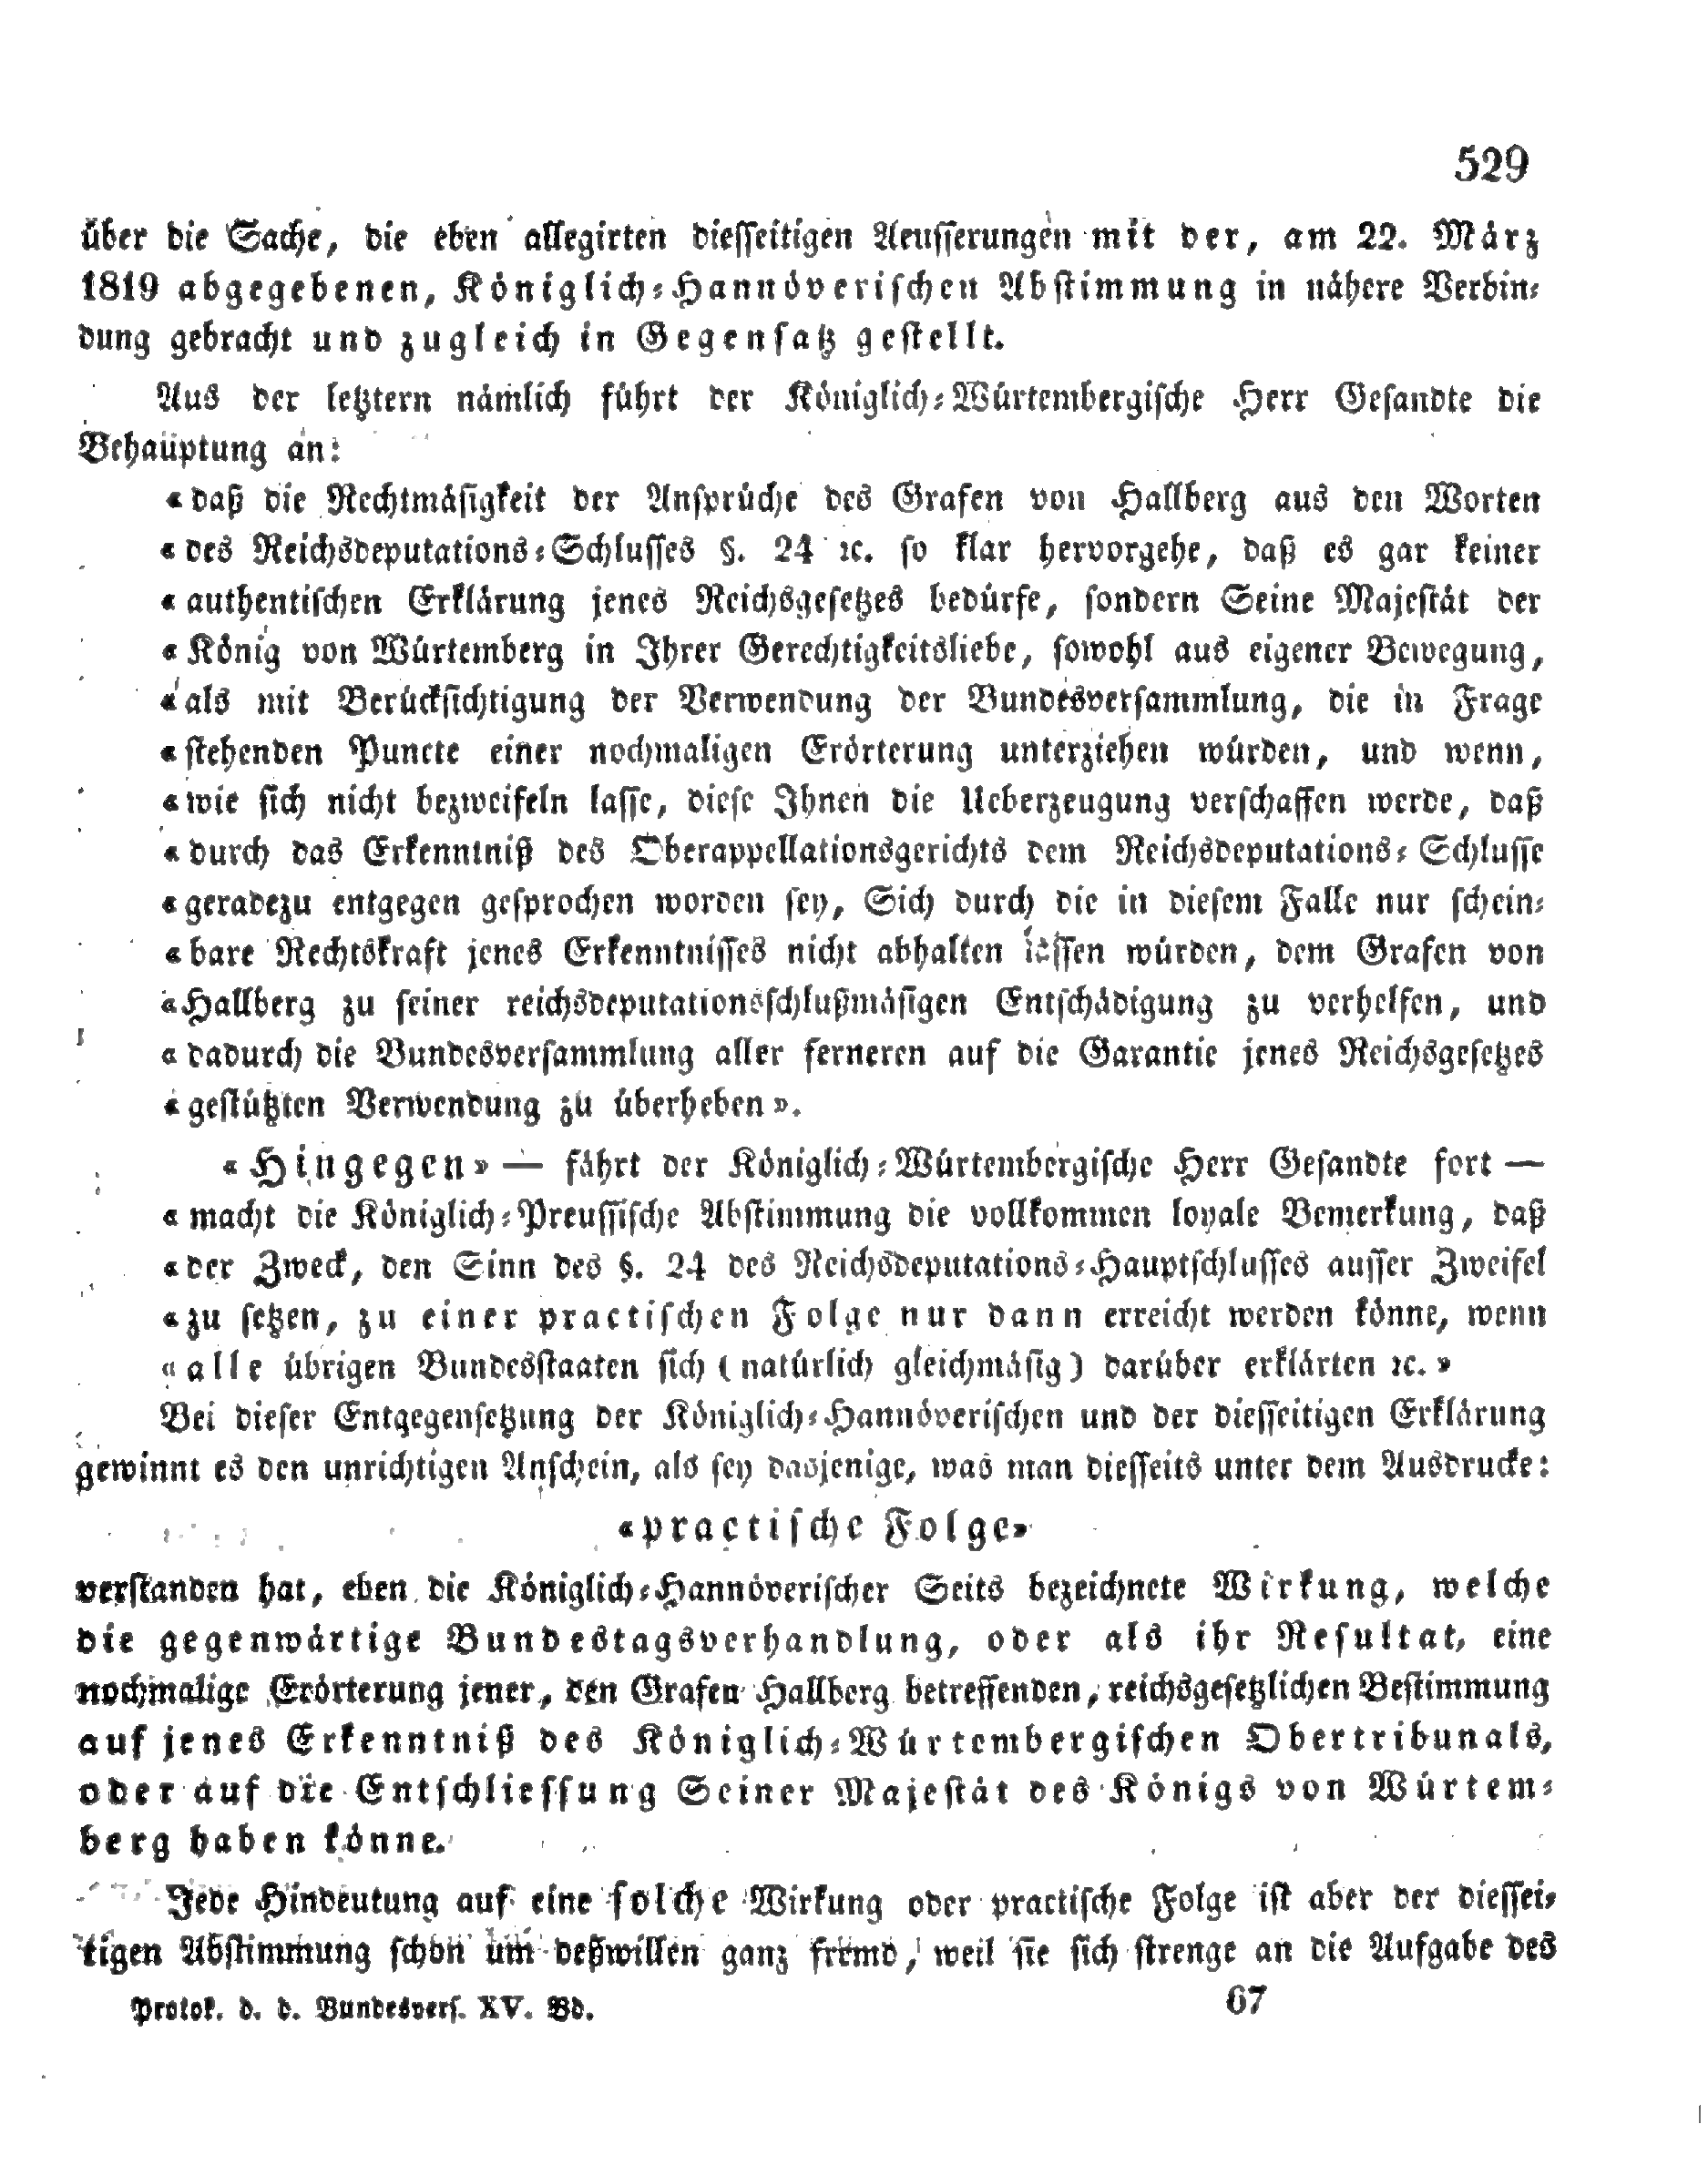 529
über die Sache, die eben allegirten diesseitigen Aeusserungen mit der, am 22. März
1819 abgegebenen, Königlich-Hannöverischen Abstimmung in nähere Verbin-
dung gebracht und zugleich in Gegensatz gestellt.
Aus der letztern nämlich führt der Königlich-Würtembergische Herr Gesandte die
Behauptung an:
«daß die Rechtmäsigkeit der Ansprüche des Grafen von Hallberg aus den Worten
«des Reichsdeputations-Schlusses §. 24 ꝛc. so klar hervorgehe, daß es gar keiner
«authentischen Erklärung jenes Reichsgesetzes bedürfe, sondern Seine Majestät der
«König von Würtemberg in Ihrer Gerechtigkeitsliebe, sowohl aus eigener Bewegung,
«als mit Berücksichtigung der Verwendung der Bundesversammlung, die in Frage
«stehenden Puncte einer nochmaligen Erörterung unterziehen würden, und wenn,
«wie sich nicht bezweifeln lasse, diese Ihnen die Ueberzeugung verschaffen werde, daß
«durch das Erkenntniß des Oberappellationsgerichts dem Reichsdeputations-Schlusse
«geradezu entgegen gesprochen worden sey, Sich durch die in diesem Falle nur schein-
«bare Rechtskraft jenes Erkenntnisses nicht abhalten lassen würden, dem Grafen von
«Hallberg zu seiner reichsdeputationsschlußmäsigen Entschädigung zu verhelfen, und
«dadurch die Bundesversammlung aller ferneren auf die Garantie jenes Reichsgesetzes
«gestützten Verwendung zu überheben».
«Hingegen» — fährt der Königlich-Würtembergische Herr Gesandte fort —
«macht die Königlich-Preussische Abstimmung die vollkommen loyale Bemerkung, daß
«der Zweck, den Sinn des §. 24 des Reichsdeputations-Hauptschlusses ausser Zweifel
«zu setzen, zu einer practischen Folge nur dann erreicht werden könne, wenn
«alle übrigen Bundesstaaten sich (natürlich gleichmäsig) darüber erklärten ꝛc.»
Bei dieser Entgegensetzung der Königlich-Hannöverischen und der diesseitigen Erklärung
gewinnt es den unrichtigen Anschein, als sey dasjenige, was man diesseits unter dem Ausdrucke:
«practische Folge»
verstanden hat, eben die Königlich-Hannöverischer Seits bezeichnete Wirkung, welche
die gegenwärtige Bundestagsverhandlung, oder als ihr Resultat, eine
nochmalige Erörterung jener, den Grafen Hallberg betreffenden, reichsgesetzlichen Bestimmung
auf jenes Erkenntniß des Königlich-Würtembergischen Obertribunals,
oder auf die Entschliessung Seiner Majestät des Königs von Würtem-
berg haben könne.
Jede Hindeutung auf eine solche Wirkung oder practische Folge ist aber der diessei-
tigen Abstimmung schon um deßwillen ganz fremd, weil sie sich strenge an die Aufgabe des
Protok. d. d. Bundesvers. XV. Bd. 67